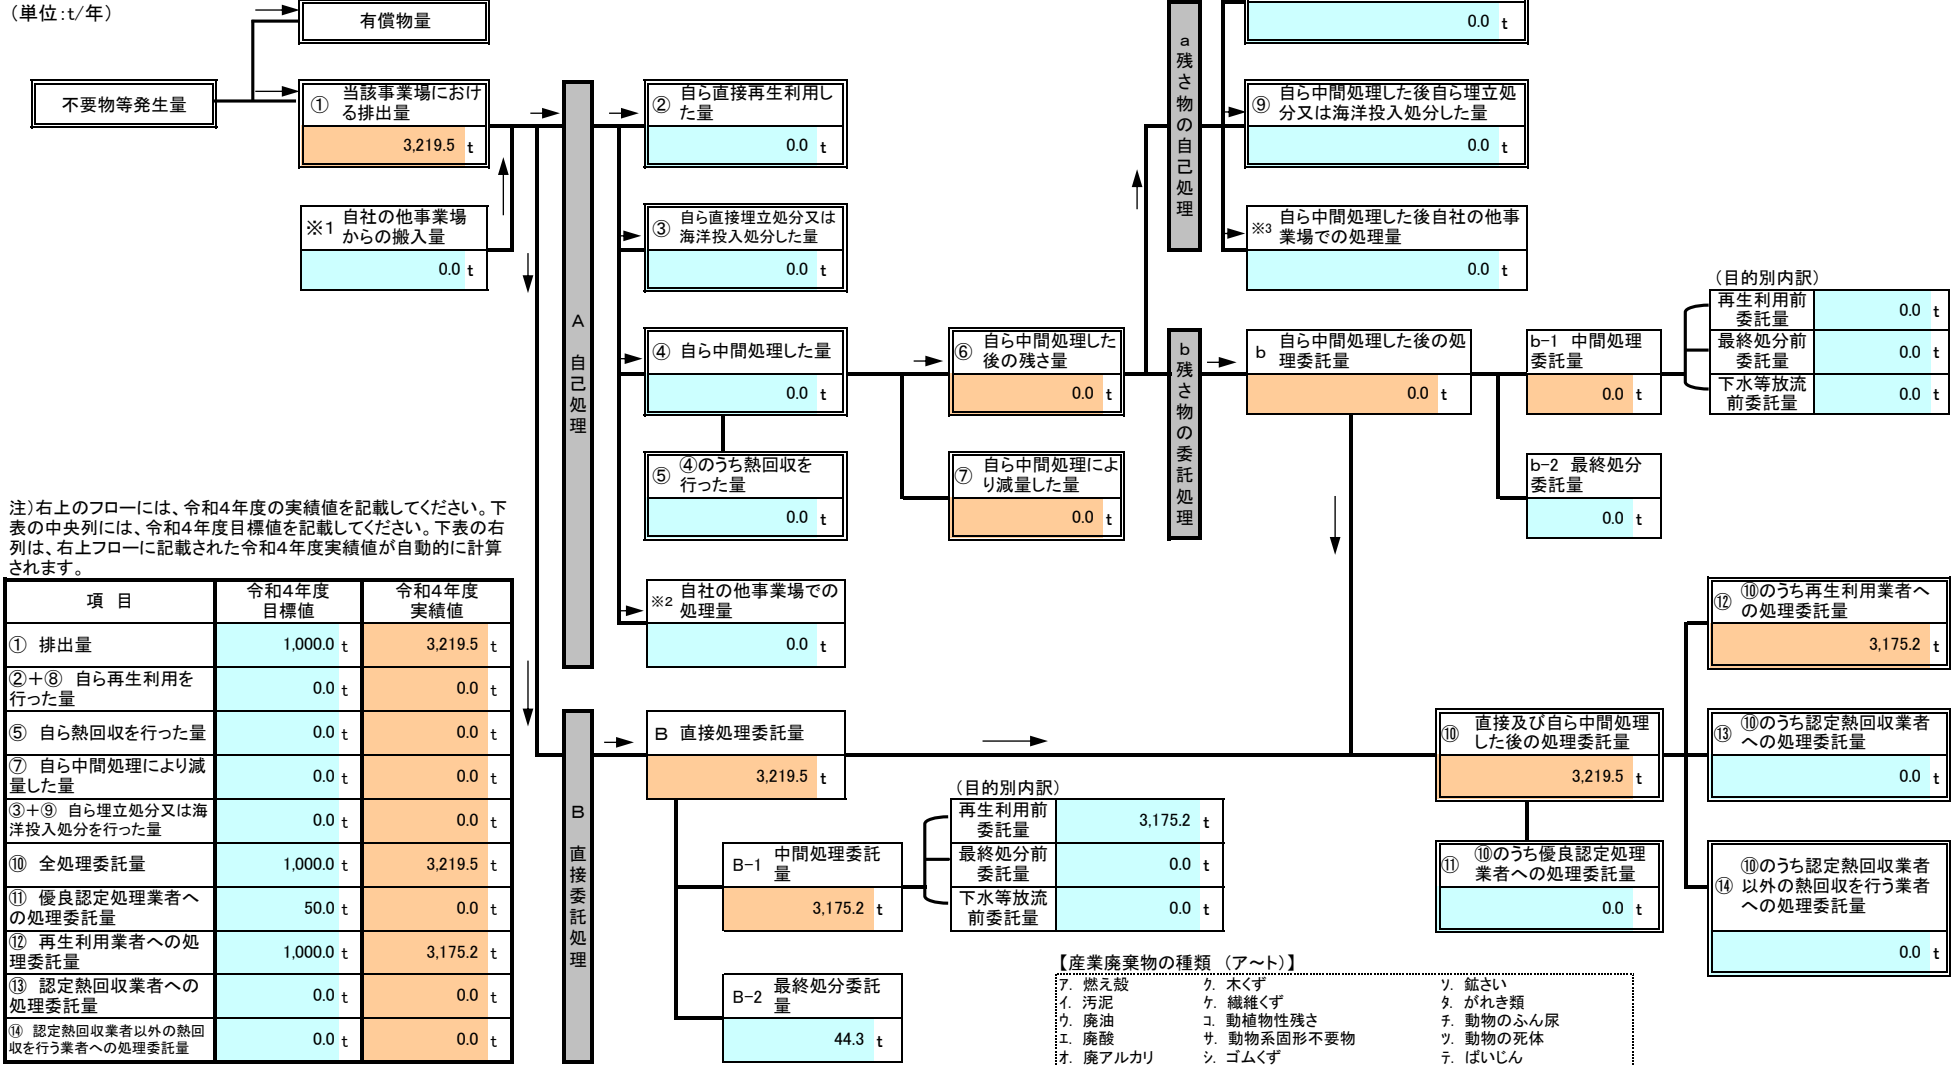 （単位：t/年）
有償物量
不要物等発生量
① 当該事業場におけ
る排出量
3,219.5 t
※1 自社の他事業場
からの搬入量
0.0 t
A 自己処理
② 自ら直接再生利用し
た量
0.0 t
③ 自ら直接埋立処分又は
海洋投入処分した量
0.0 t
④ 自ら中間処理した量
0.0 t
⑤ ④のうち熱回収を
行った量
0.0 t
※2 自社の他事業場での
処理量
0.0 t
⑥ 自ら中間処理した
後の残さ量
0.0 t
⑦ 自ら中間処理によ
り減量した量
0.0 t
a 残さ物の自己処理
0.0 t
⑨ 自ら中間処理した後自ら埋立処
分又は海洋投入処分した量
0.0 t
※3 自ら中間処理した後自社の他事
業場での処理量
0.0 t
b 残さ物の委託処理
b 自ら中間処理した後の処
理委託量
0.0 t
b-1 中間処理
委託量
0.0 t
b-2 最終処分
委託量
0.0 t
（目的別内訳）
再生利用前
委託量 0.0 t
最終処分前
委託量 0.0 t
下水等放流
前委託量 0.0 t
注）右上のフローには、令和4年度の実績値を記載してください。下
表の中央列には、令和4年度目標値を記載してください。下表の右
列は、右上フローに記載された令和4年度実績値が自動的に計算
されます。
項 目 令和4年度
目標値 令和4年度
実績値
① 排出量 1,000.0 t 3,219.5 t
②＋⑧ 自ら再生利用を
行った量 0.0 t 0.0 t
⑤ 自ら熱回収を行った量 0.0 t 0.0 t
⑦ 自ら中間処理により減
量した量 0.0 t 0.0 t
③＋⑨ 自ら埋立処分又は海
洋投入処分を行った量 0.0 t 0.0 t
⑩ 全処理委託量 1,000.0 t 3,219.5 t
⑪ 優良認定処理業者へ
の処理委託量 50.0 t 0.0 t
⑫ 再生利用業者への処
理委託量 1,000.0 t 3,175.2 t
⑬ 認定熱回収業者への
処理委託量 0.0 t 0.0 t
⑭ 認定熱回収業者以外の熱回
収を行う業者への処理委託量 0.0 t 0.0 t
B 直接委託処理
B 直接処理委託量
3,219.5 t
B-1 中間処理委託
量
3,175.2 t
B-2 最終処分委託
量
44.3 t
（目的別内訳）
再生利用前
委託量 3,175.2 t
最終処分前
委託量 0.0 t
下水等放流
前委託量 0.0 t
⑩ 直接及び自ら中間処理
した後の処理委託量
3,219.5 t
⑪ ⑩のうち優良認定処理
業者への処理委託量
0.0 t
⑫ ⑩のうち再生利用業者へ
の処理委託量
3,175.2 t
⑬ ⑩のうち認定熱回収業者
への処理委託量
0.0 t
⑭ ⑩のうち認定熱回収業者
以外の熱回収を行う業者
への処理委託量
0.0 t
【産業廃棄物の種類 （ア～ト）】
ア. 燃え殻 ク. 木くず ソ. 鉱さい
イ. 汚泥 ケ. 繊維くず タ. がれき類
ウ. 廃油 コ. 動植物性残さ チ. 動物のふん尿
エ. 廃酸 サ. 動物系固形不要物 ツ. 動物の死体
オ. 廃アルカリ シ. ゴムくず テ. ばいじん